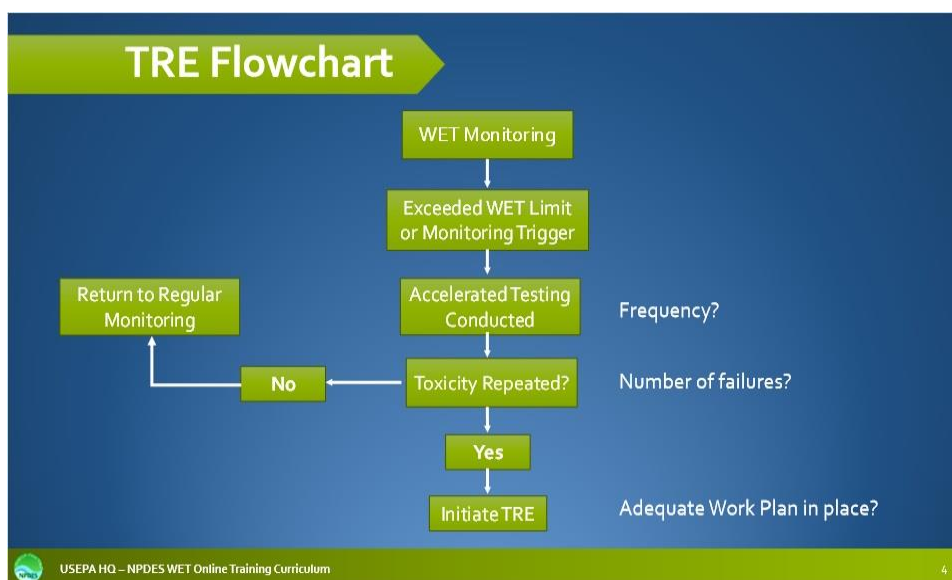 TRE Flowchart
WET Monitoring
Exceeded WET Limit
or Monitoring Trigger
Return to Regular
Monitoring
Accelerated Testing
Conducted
Frequency?
No
Toxicity Repeated?
Number of failures?
Yes
Initiate TRE
Adequate Work Plan in place?
NPDES
USEPA HQ – NPDES WET Online Training Curriculum
4